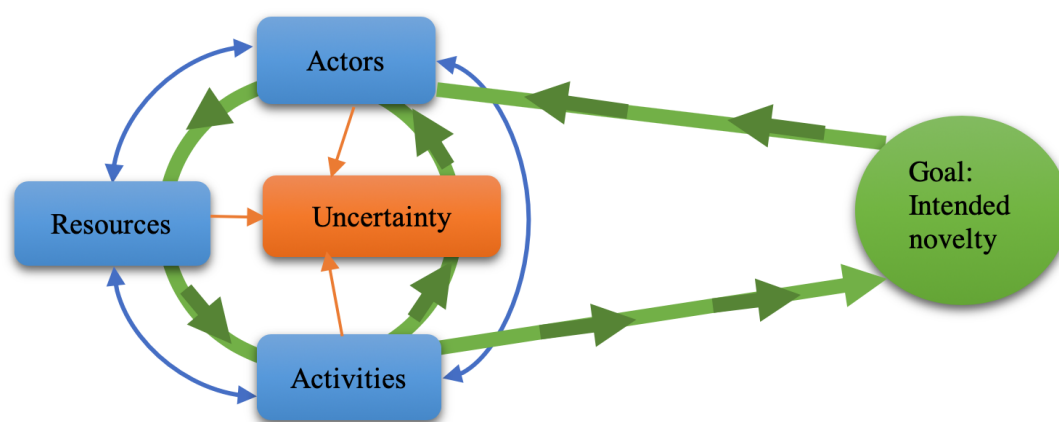 Actors
Goal:
Intended
novelty
Resources
Uncertainty
Activities